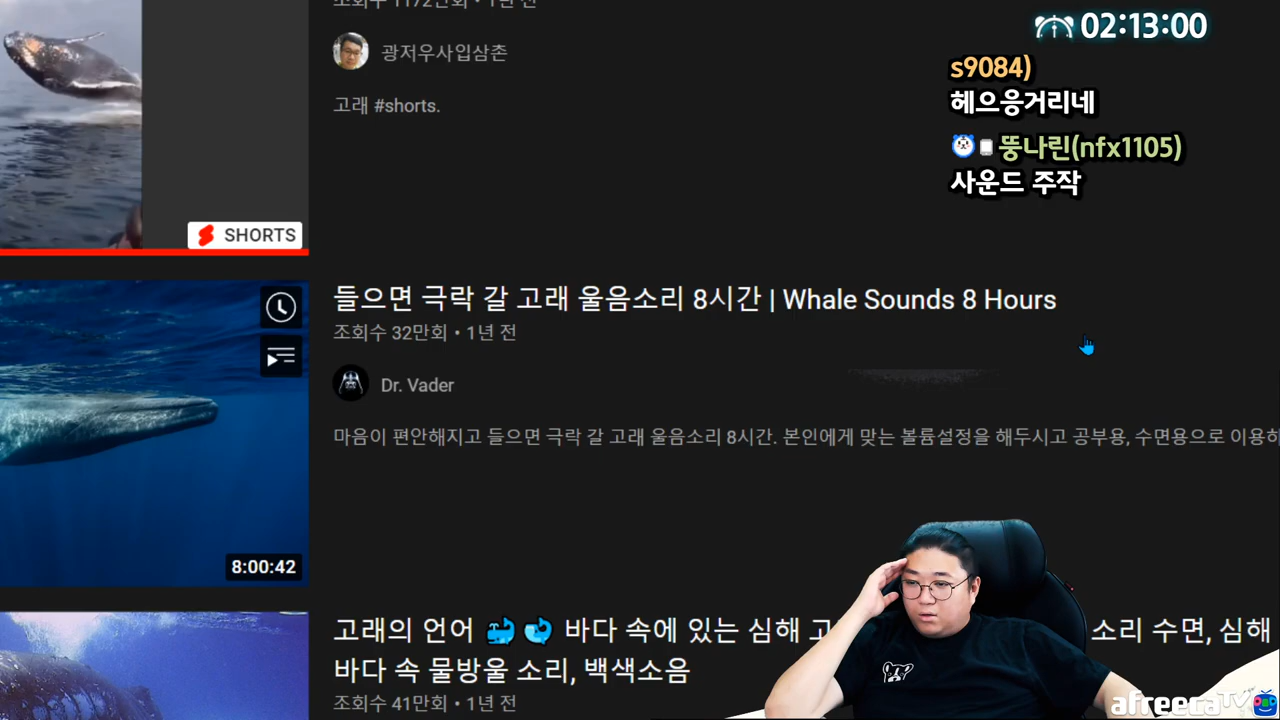 조회수 1172만회 • 1년 전
광저우사입삼촌
고래 #shorts.
SHORTS
02:13:00
s9084)
헤으응거리네
뚱나린(nfx1105)
사운드 주작
들으면 극락 갈 고래 울음소리 8시간 | Whale Sounds 8 Hours
조회수 32만회 • 1년 전
Dr. Vader
마음이 편안해지고 들으면 극락 갈 고래 울음소리 8시간. 본인에게 맞는 볼륨설정을 해두시고 공부용, 수면용으로 이용하
8:00:42
고래의 언어 🐳 🐋 바다 속에 있는 심해 고 소리 수면, 심해
바다 속 물방울 소리, 백색소음
조회수 41만회 • 1년 전
afreecaTV